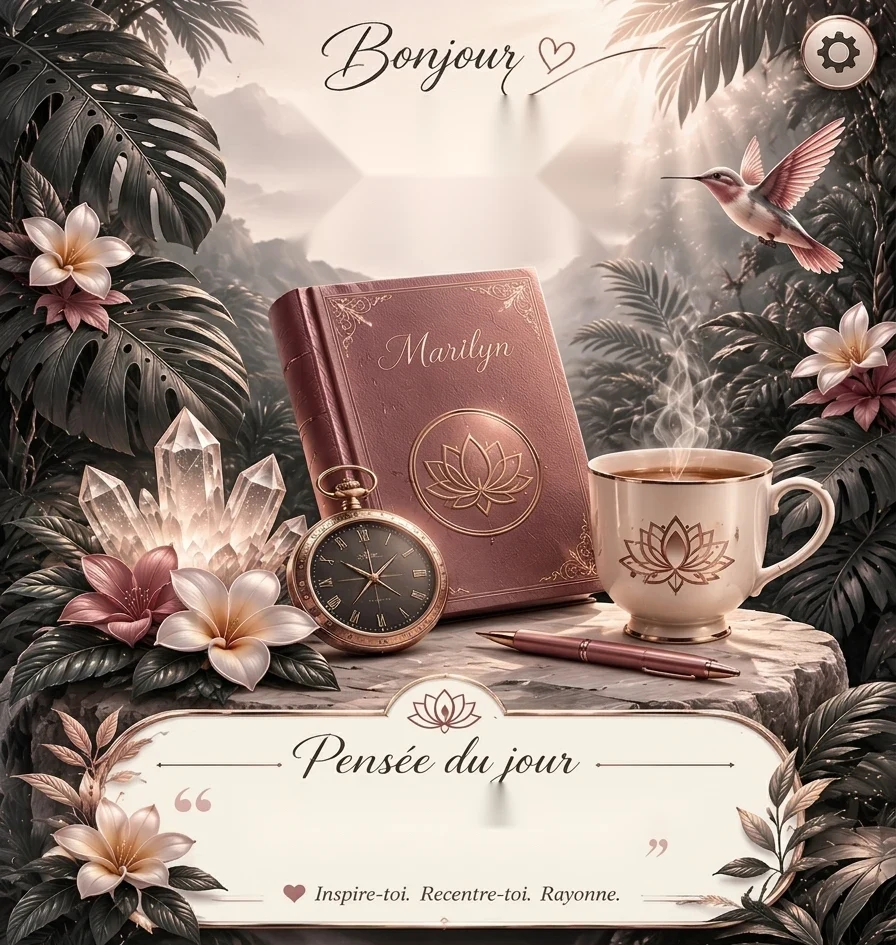 Bonjour
Marilyn
Pensée du jour
“
”
Inspire-toi. Recentre-toi. Rayonne.